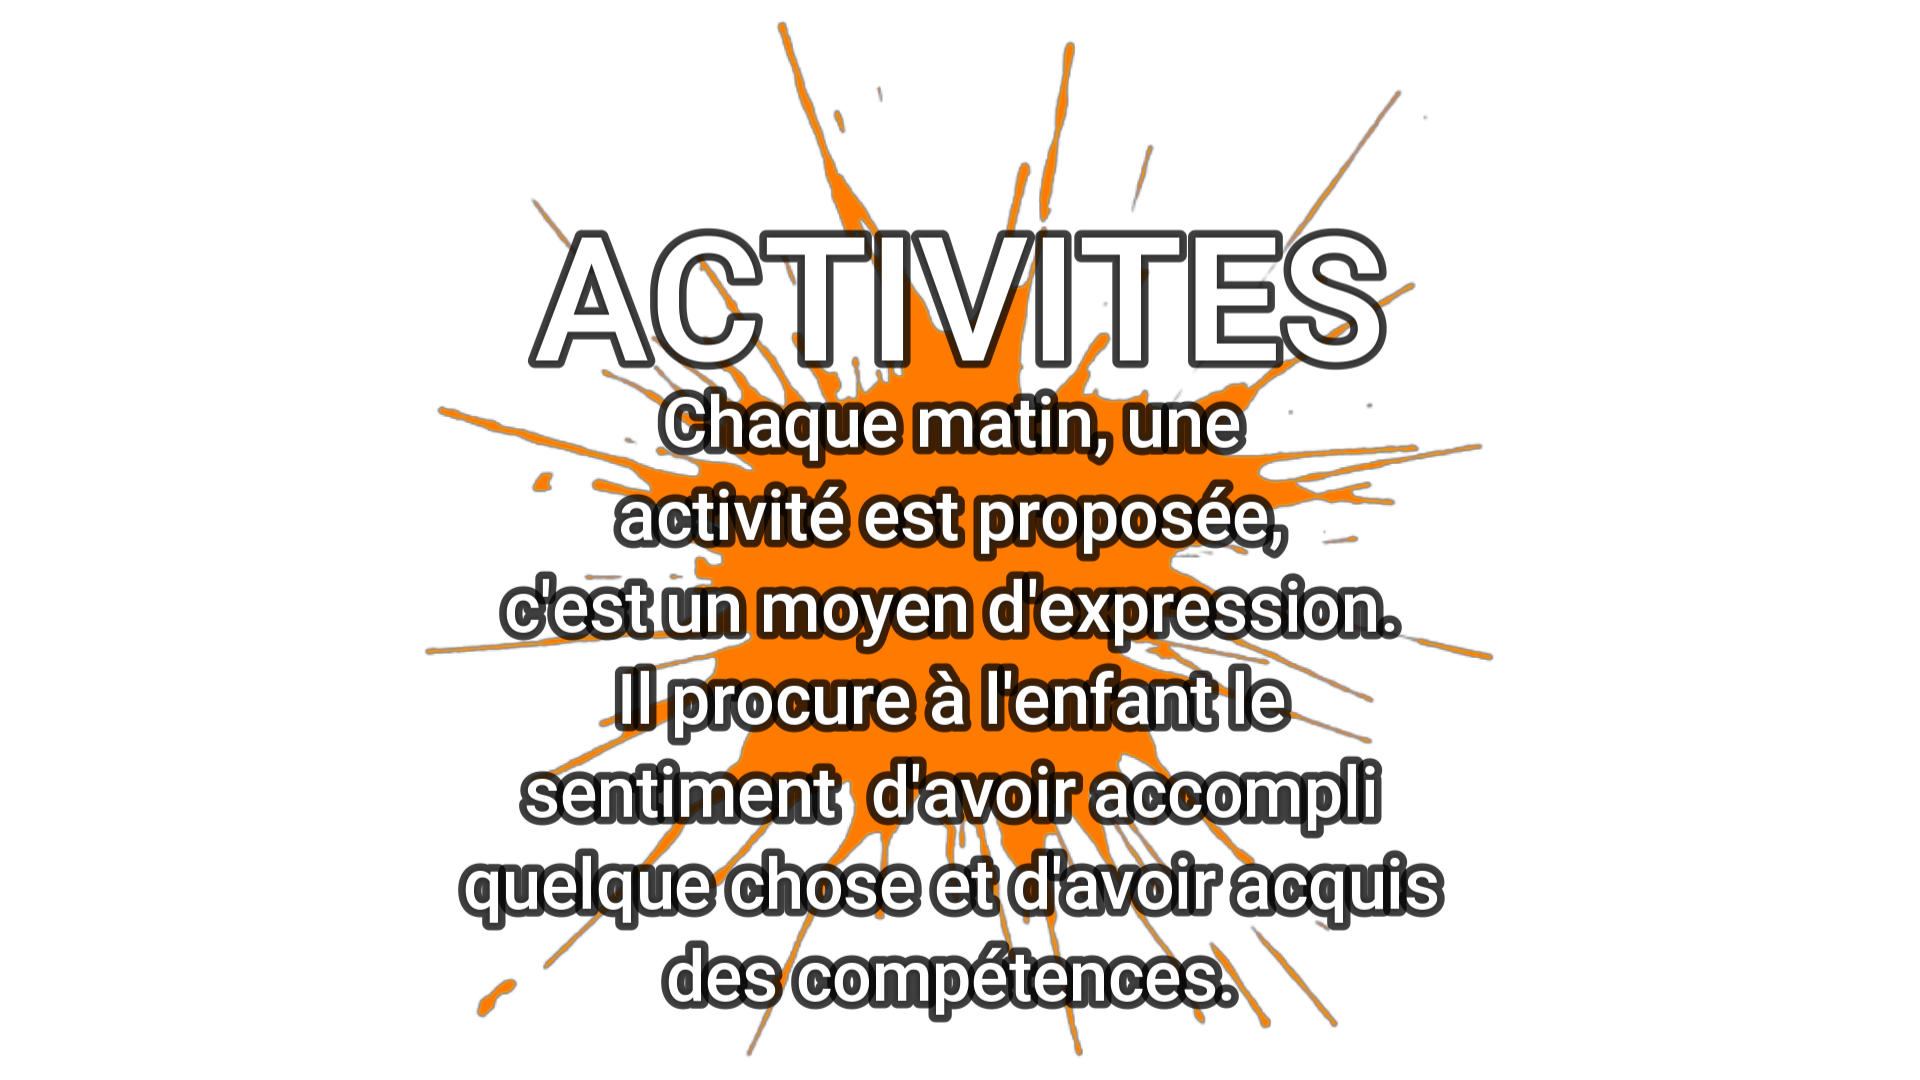 ACTIVITES
Chaque matin, une
activité est proposée,
c'est un moyen d'expression.
Il procure à l'enfant le
sentiment  d'avoir accompli
quelque chose et d'avoir acquis
des compétences.